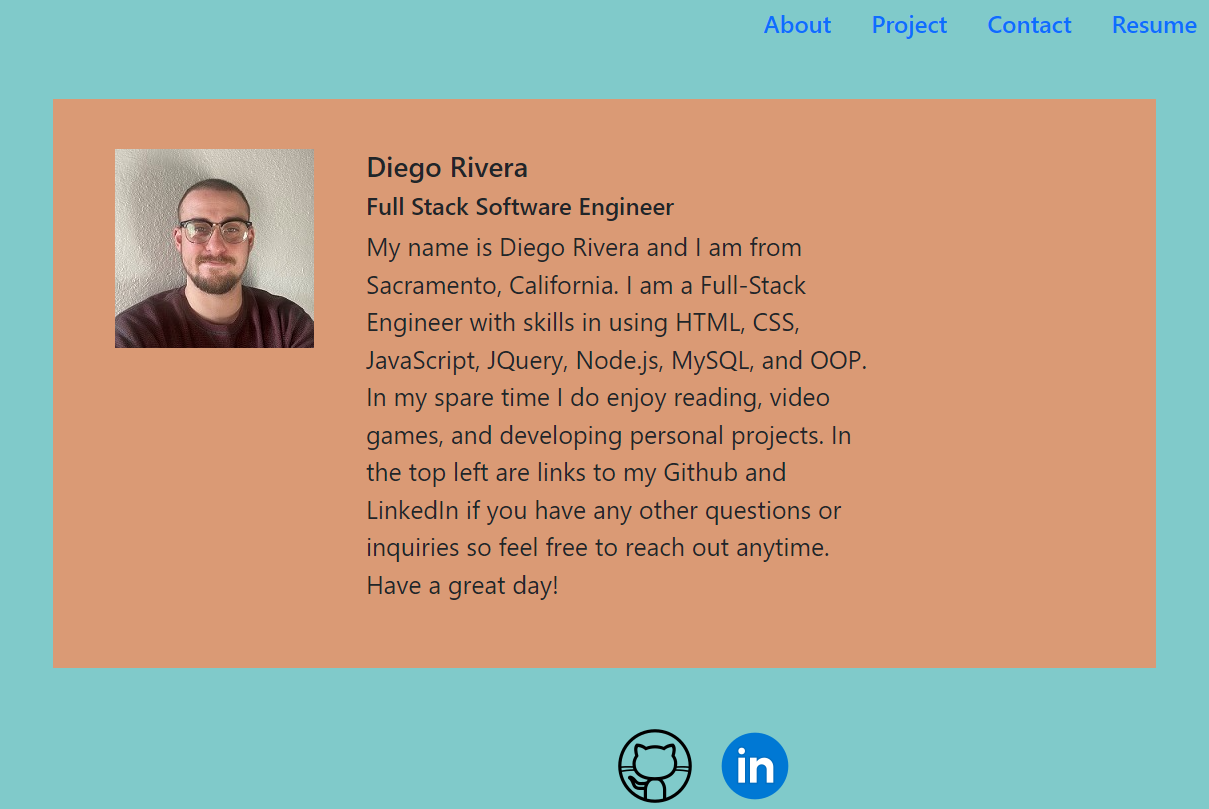 About Project Contact Resume
Diego Rivera
Full Stack Software Engineer
My name is Diego Rivera and I am from
Sacramento, California. I am a Full-Stack
Engineer with skills in using HTML, CSS,
JavaScript, JQuery, Node.js, MySQL, and OOP.
In my spare time I do enjoy reading, video
games, and developing personal projects. In
the top left are links to my Github and
LinkedIn if you have any other questions or
inquiries so feel free to reach out anytime.
Have a great day!
in